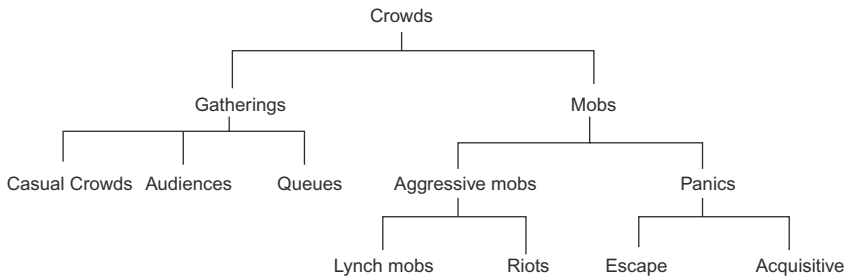 Crowds
Gatherings Mobs
Casual Crowds Audiences Queues Aggressive mobs Panics
Lynch mobs Riots Escape Acquisitive